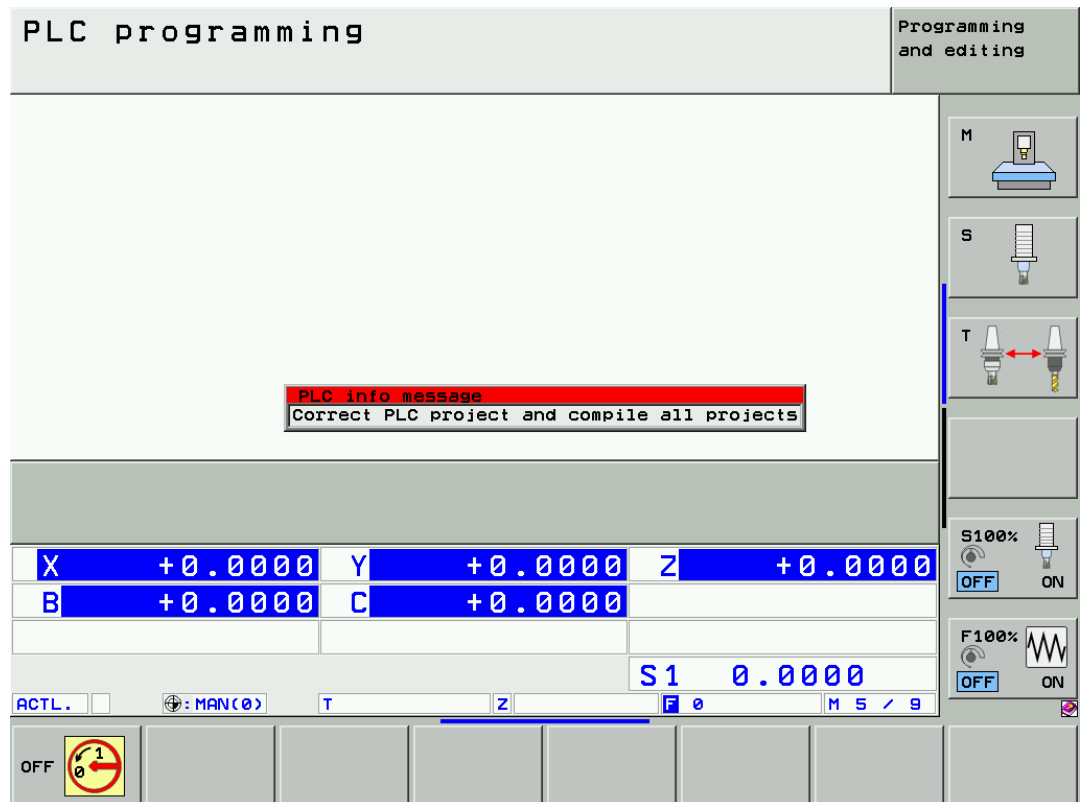 PLC programming
Programming
and editing
M
S
T
PLC info message
Correct PLC project and compile all projects
S100%
OFF ON
X +0.0000 Y +0.0000 Z +0.0000
B +0.0000 C +0.0000
F100%
OFF ON
S1 0.0000
ACTL. : MAN(0) T Z F 0 M 5 / 9
OFF 1
0